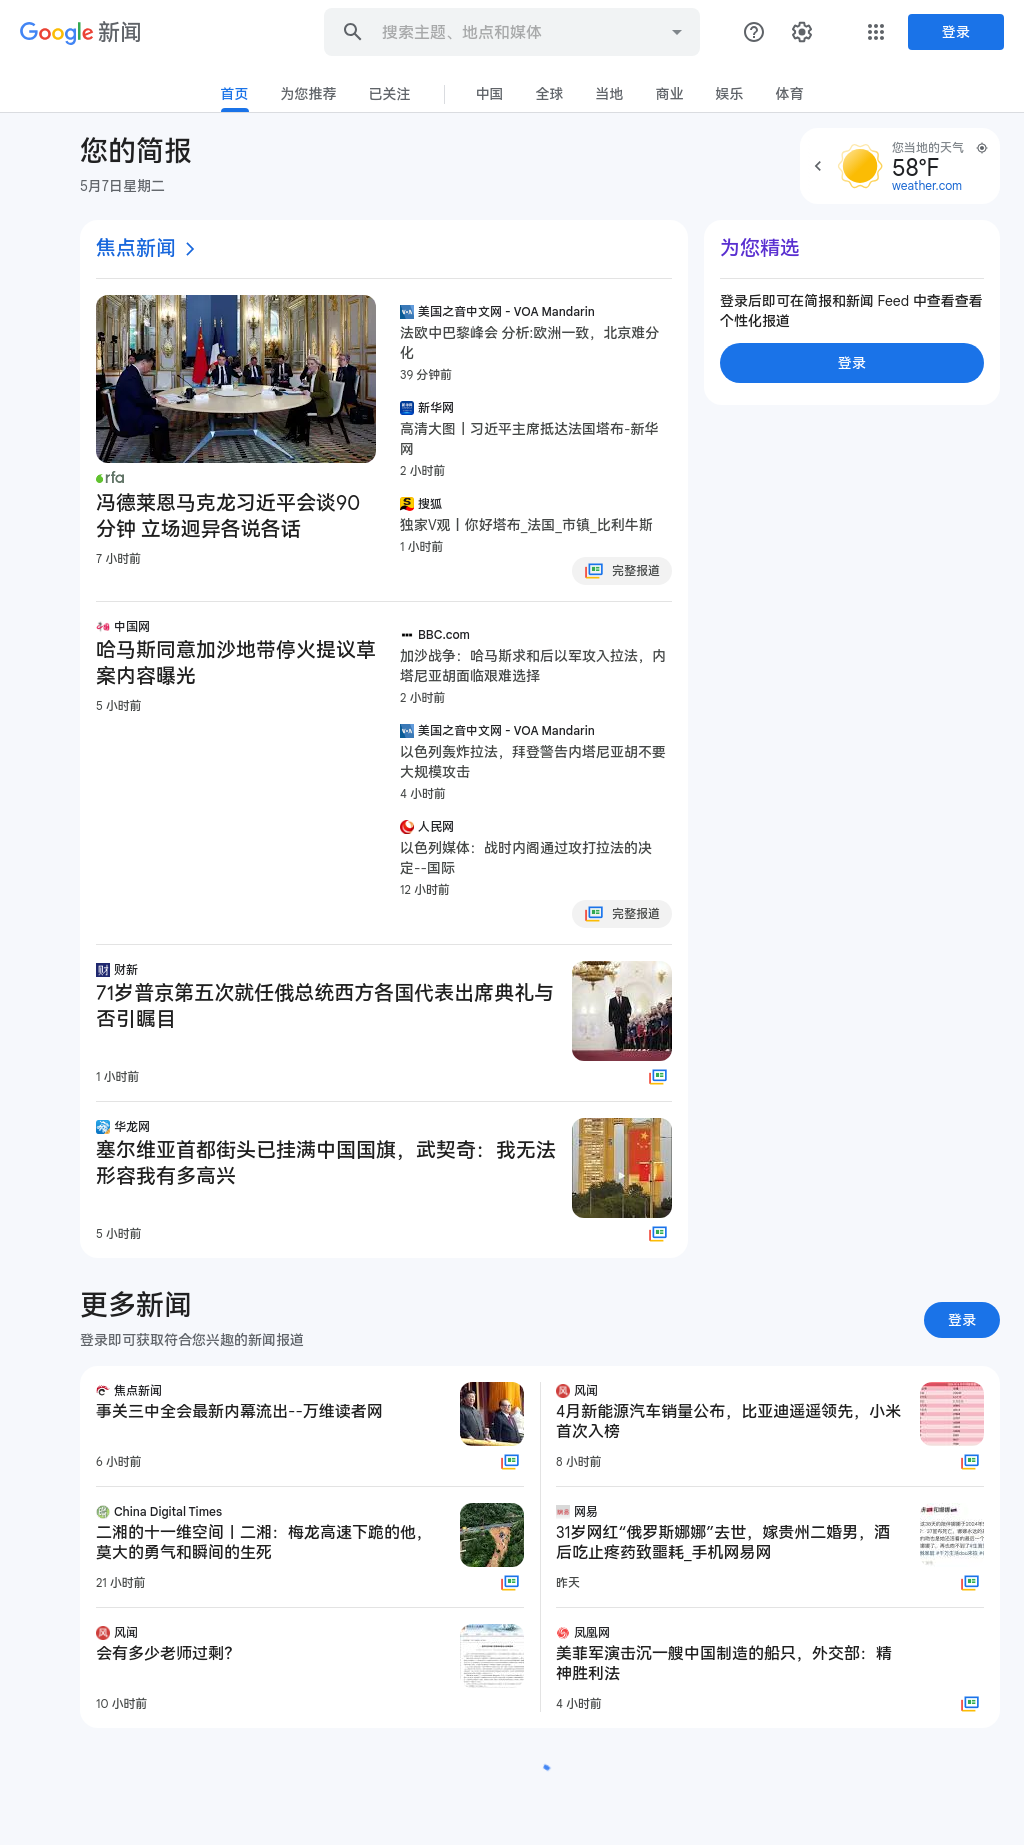 Google 新闻
搜索主题、地点和媒体
登录
首页
为您推荐
已关注
中国
全球
当地
商业
娱乐
体育
您的简报
5月7日星期二
您当地的天气
58°F
weather.com
焦点新闻
rfa
冯德莱恩马克龙习近平会谈90
分钟 立场迥异各说各话
7 小时前
美国之音中文网 - VOA Mandarin
法欧中巴黎峰会 分析:欧洲一致，北京难分
化
39 分钟前
新华网
高清大图丨习近平主席抵达法国塔布-新华
网
2 小时前
搜狐
独家V观丨你好塔布_法国_市镇_比利牛斯
1 小时前
完整报道
中国网
哈马斯同意加沙地带停火提议草
案内容曝光
5 小时前
BBC.com
加沙战争：哈马斯求和后以军攻入拉法，内
塔尼亚胡面临艰难选择
2 小时前
美国之音中文网 - VOA Mandarin
以色列轰炸拉法，拜登警告内塔尼亚胡不要
大规模攻击
4 小时前
人民网
以色列媒体：战时内阁通过攻打拉法的决
定--国际
12 小时前
完整报道
财新
71岁普京第五次就任俄总统西方各国代表出席典礼与
否引瞩目
1 小时前
华龙网
塞尔维亚首都街头已挂满中国国旗，武契奇：我无法
形容我有多高兴
5 小时前
为您精选
登录后即可在简报和新闻 Feed 中查看查看
个性化报道
登录
更多新闻
登录即可获取符合您兴趣的新闻报道
登录
焦点新闻
事关三中全会最新内幕流出--万维读者网
6 小时前
风闻
4月新能源汽车销量公布，比亚迪遥遥领先，小米
首次入榜
8 小时前
China Digital Times
二湘的十一维空间丨二湘：梅龙高速下跪的他，
莫大的勇气和瞬间的生死
21 小时前
网易
31岁网红“俄罗斯娜娜”去世，嫁贵州二婚男，酒
后吃止疼药致噩耗_手机网易网
昨天
风闻
会有多少老师过剩？
10 小时前
凤凰网
美菲军演击沉一艘中国制造的船只，外交部：精
神胜利法
4 小时前